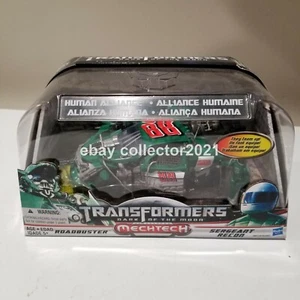 HUMAN ALLIANCE • ALLIANCE HUMAINE
ALIANZA HUMANA • ALIANÇA HUMANA
88
ebay collector2021
TRANSFORMERS
DARK OF THE MOON
MECHTECH
ROADBUSTER
SERGEANT
RECON
Hasbro